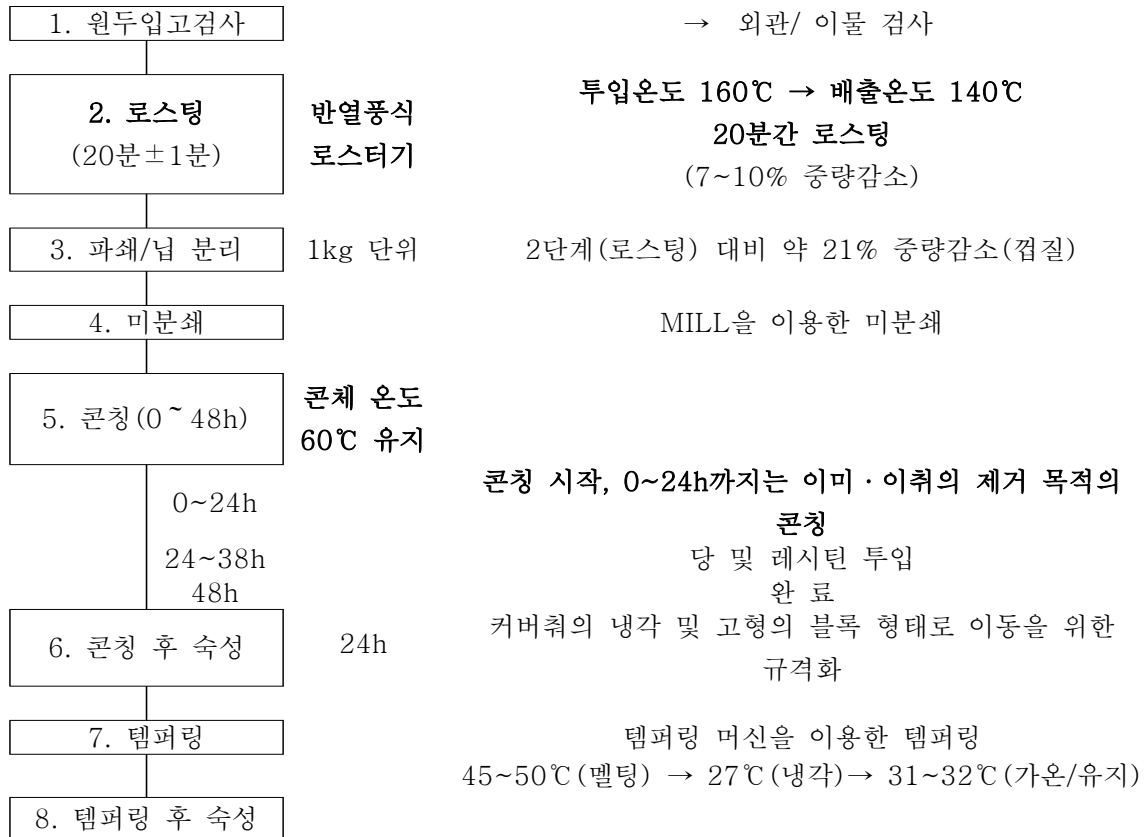 1. 원두입고검사 → 외관/ 이물 검사
투입온도 160℃ → 배출온도 140℃
2. 로스팅 반열풍식
20분간 로스팅
(20분±1분) 로스터기
(7~10% 중량감소)
3. 파쇄/닙 분리 1kg 단위 2단계(로스팅) 대비 약 21% 중량감소(껍질)
4. 미분쇄 MILL을 이용한 미분쇄
5. 콘칭(0~48h) 콘체 온도
60℃ 유지
콘칭 시작, 0~24h까지는 이미·이취의 제거 목적의
0~24h
콘칭
24~38h 당 및 레시틴 투입
48h 완 료
6. 콘칭 후 숙성 24h 커버춰의 냉각 및 고형의 블록 형태로 이동을 위한
규격화
7. 템퍼링 템퍼링 머신을 이용한 템퍼링
45~50℃(멜팅) → 27℃(냉각)→ 31~32℃(가온/유지)
8. 템퍼링 후 숙성